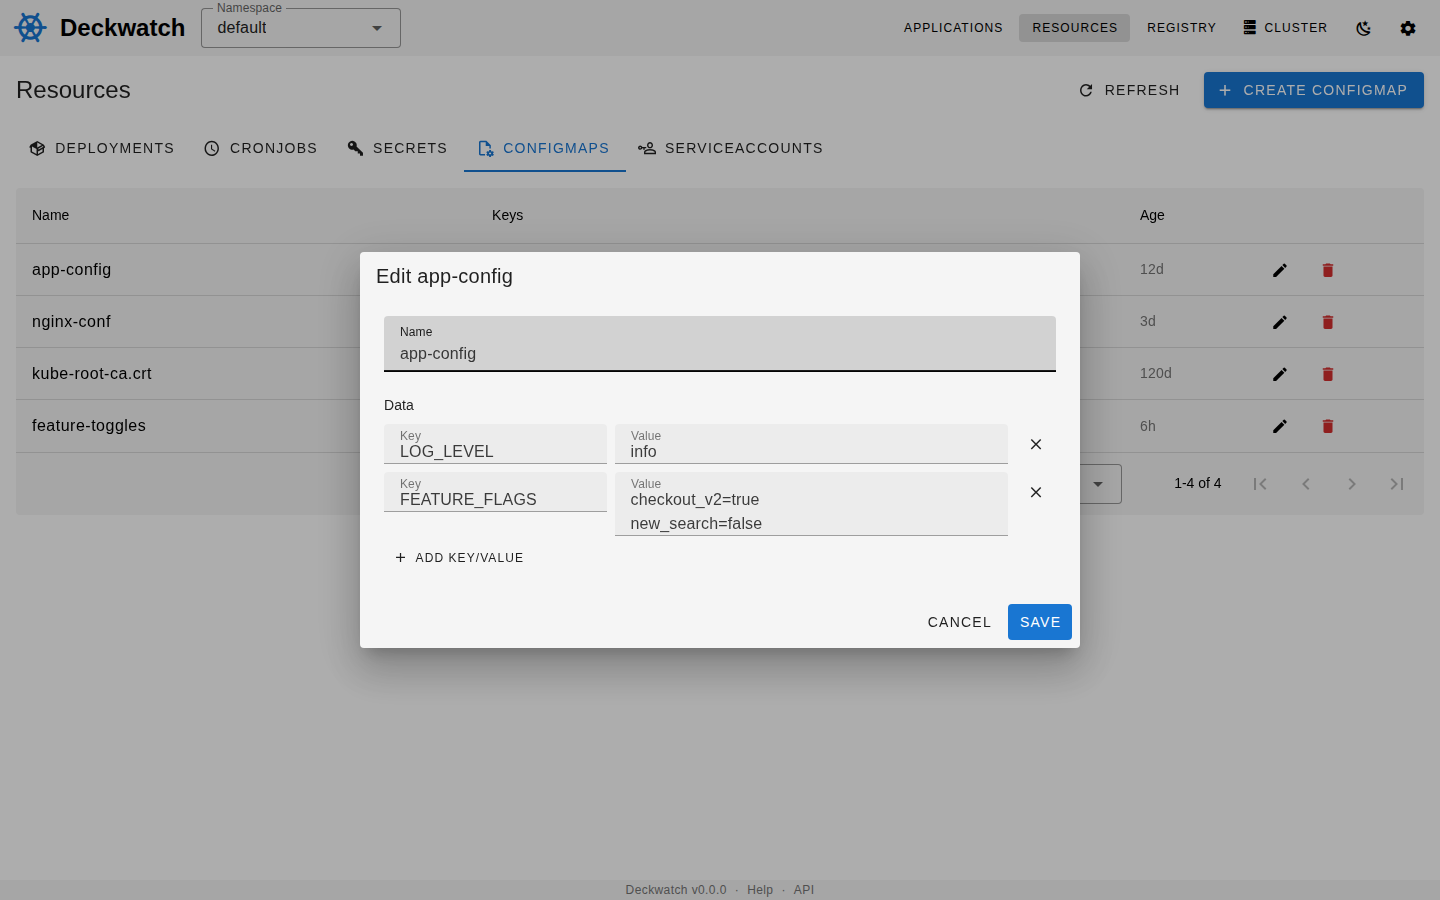 Deckwatch
Namespace
default
APPLICATIONS
RESOURCES
REGISTRY
CLUSTER
Resources
REFRESH
CREATE CONFIGMAP
DEPLOYMENTS
CRONJOBS
SECRETS
CONFIGMAPS
SERVICEACCOUNTS
Name
Keys
Age
app-config
12d
nginx-conf
3d
kube-root-ca.crt
120d
feature-toggles
6h
1-4 of 4
Edit app-config
Name
app-config
Data
Key
LOG_LEVEL
Value
info
Key
FEATURE_FLAGS
Value
checkout_v2=true
new_search=false
ADD KEY/VALUE
CANCEL
SAVE
Deckwatch v0.0.0 · Help · API